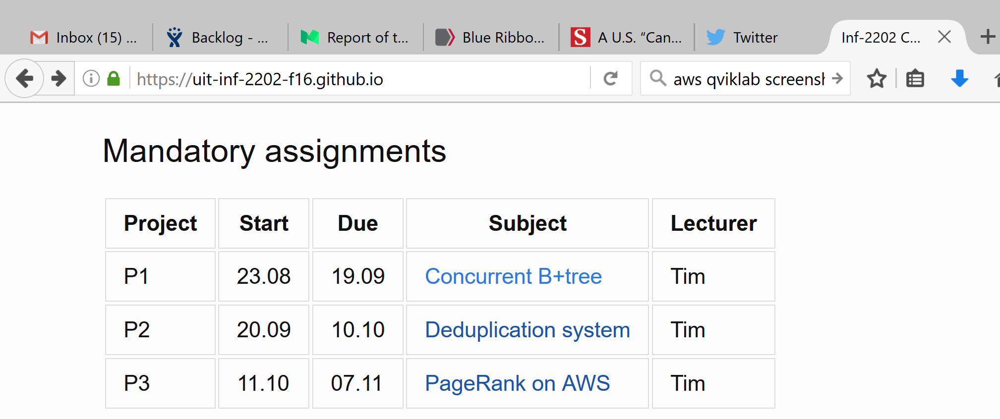 Inbox (15) ... Backlog - ... Report of t... Blue Ribbo... S A U.S. “Can... Twitter Inf-2202 C...
https://uit-inf-2202-f16.github.io aws qviklab screensh
Mandatory assignments
Project Start Due Subject Lecturer
P1 23.08 19.09 Concurrent B+tree Tim
P2 20.09 10.10 Deduplication system Tim
P3 11.10 07.11 PageRank on AWS Tim